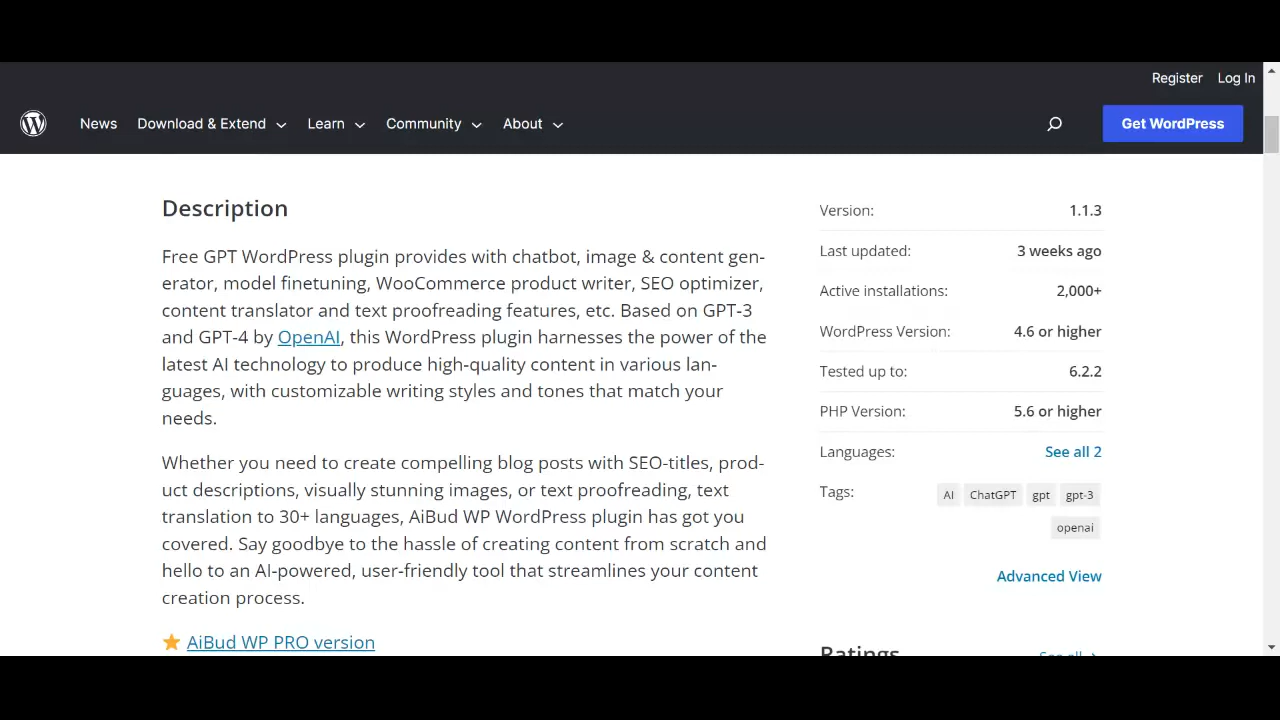 Register Log In
News Download & Extend Learn Community About Get WordPress
Description
Free GPT WordPress plugin provides with chatbot, image & content gen-
erator, model finetuning, WooCommerce product writer, SEO optimizer,
content translator and text proofreading features, etc. Based on GPT-3
and GPT-4 by OpenAI, this WordPress plugin harnesses the power of the
latest AI technology to produce high-quality content in various lan-
guages, with customizable writing styles and tones that match your
needs.
Whether you need to create compelling blog posts with SEO-titles, prod-
uct descriptions, visually stunning images, or text proofreading, text
translation to 30+ languages, AiBud WP WordPress plugin has got you
covered. Say goodbye to the hassle of creating content from scratch and
hello to an AI-powered, user-friendly tool that streamlines your content
creation process.
AiBud WP PRO version
Version: 1.1.3
Last updated: 3 weeks ago
Active installations: 2,000+
WordPress Version: 4.6 or higher
Tested up to: 6.2.2
PHP Version: 5.6 or higher
Languages: See all 2
Tags: AI ChatGPT gpt gpt-3
openai
Advanced View
Ratings See all